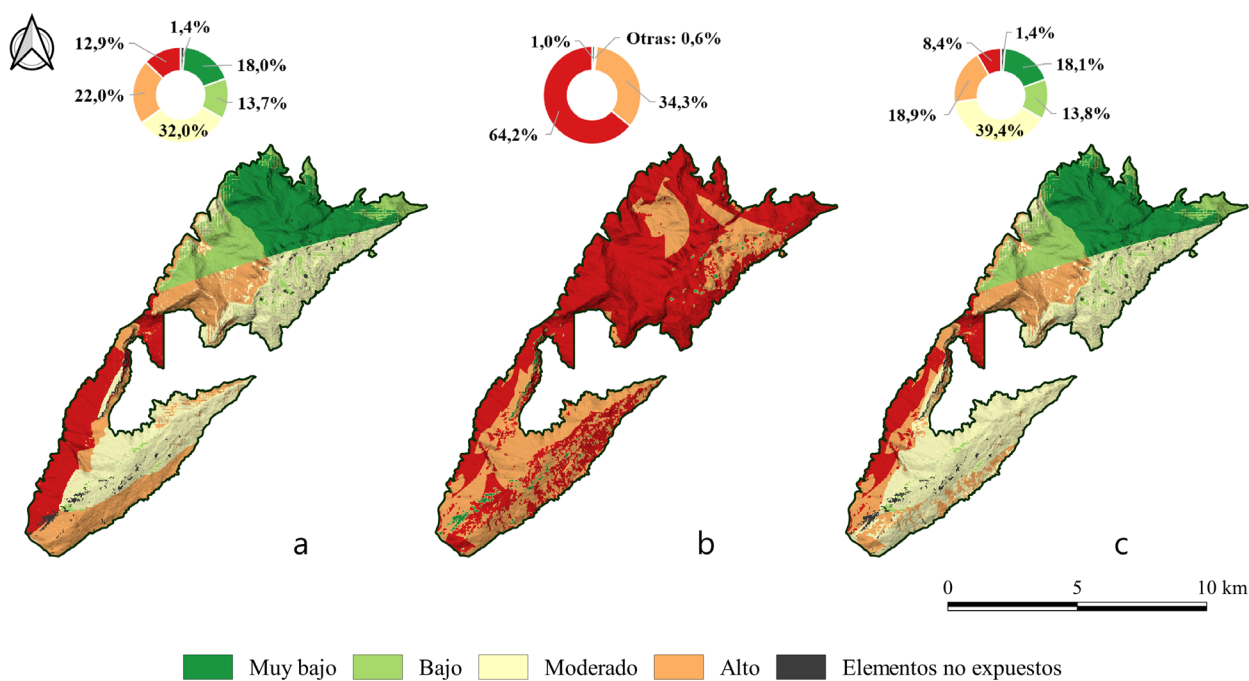 1,4%
12,9%
18,0%
22,0%
13,7%
32,0%
1,0%
Otras: 0,6%
34,3%
64,2%
8,4%
1,4%
18,1%
18,9%
13,8%
39,4%
a
b
c
0 5 10 km
Muy bajo Bajo Moderado Alto Elementos no expuestos